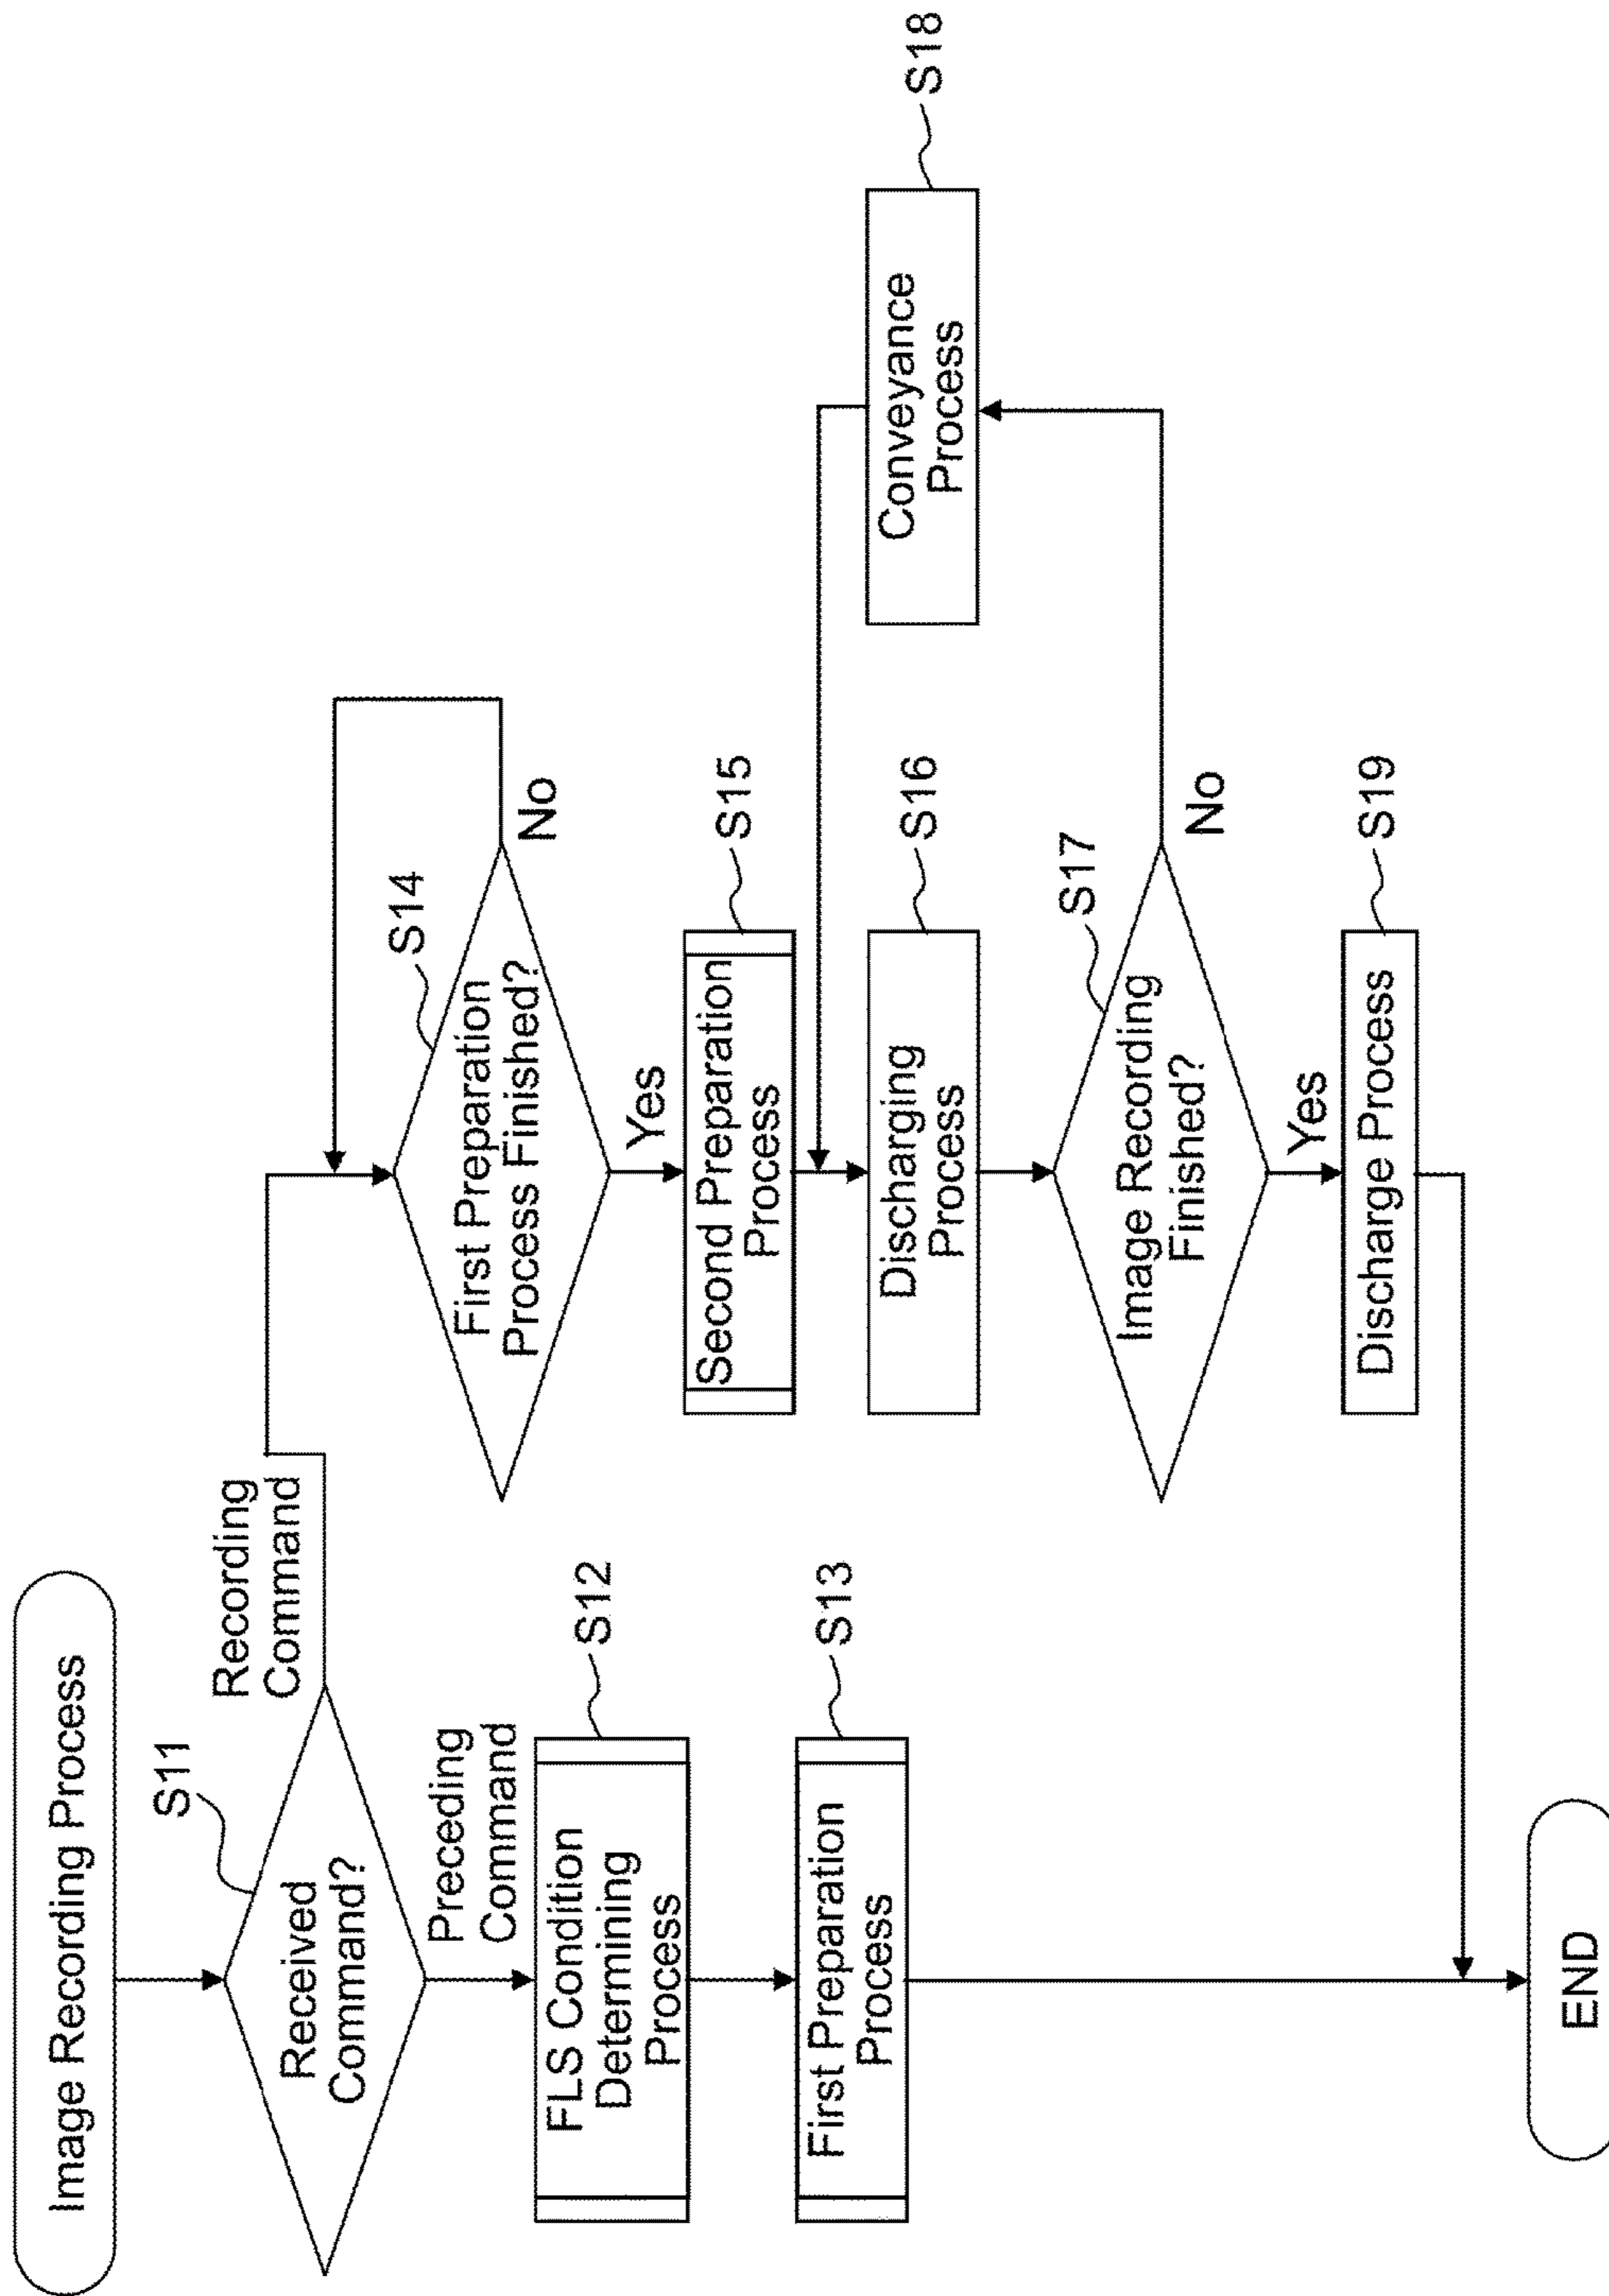 Image Recording Process
S11
Received
Command?
Recording
Command
Preceding
Command
S12
FLS Condition
Determining
Process
S13
First Preparation
Process
S14
First Preparation
Process Finished?
No
Yes
S15
Second Preparation
Process
S16
Discharging
Process
S17
Image Recording
Finished?
No
S18
Conveyance
Process
Yes
S19
Discharge Process
END